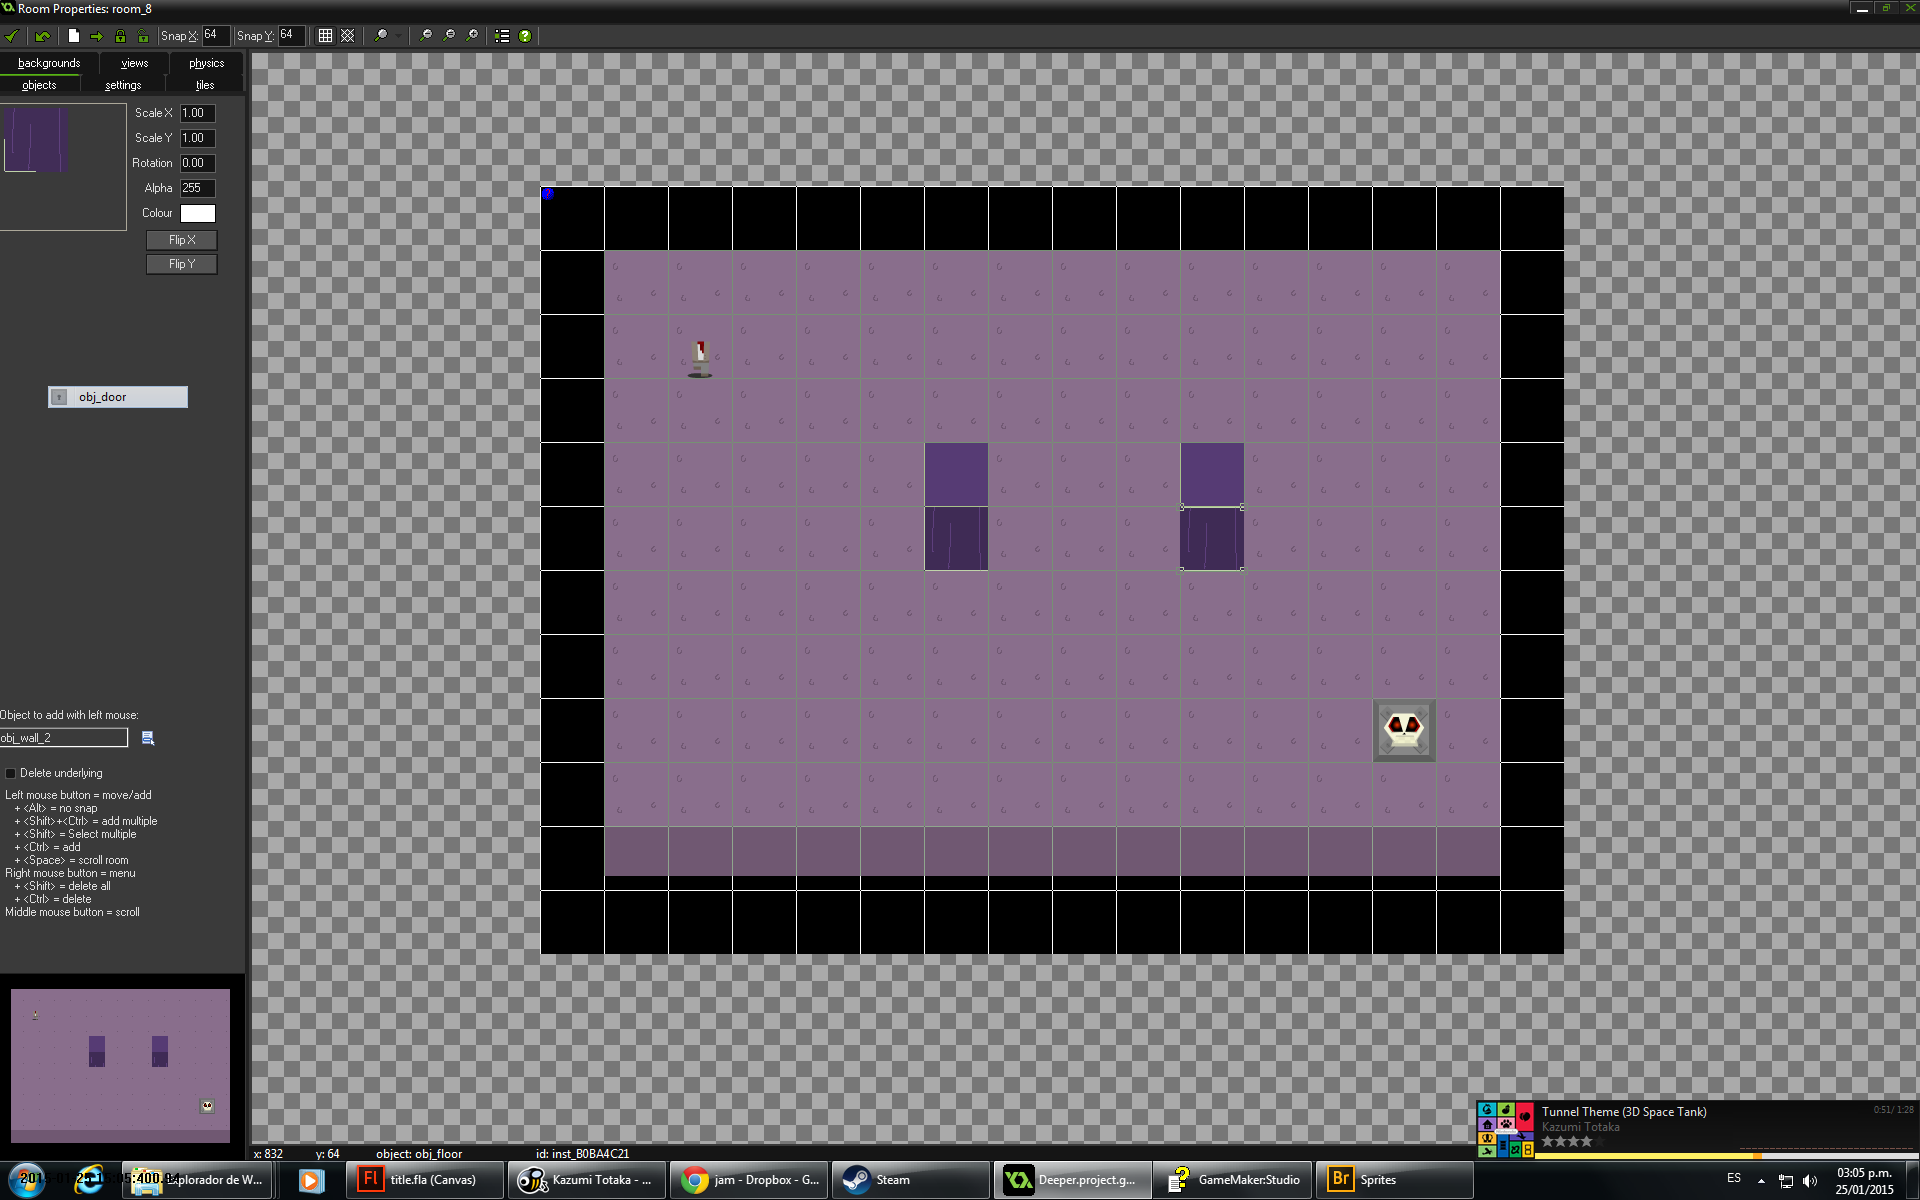 Room Properties: room_8
Snap X: 64 Snap Y: 64
backgrounds views physics
objects settings tiles
Scale X 1.00
Scale Y 1.00
Rotation 0.00
Alpha 255
Colour
Flip X
Flip Y
obj_door
Object to add with left mouse:
obj_wall_2
Delete underlying
Left mouse button = move/add
+ <Alt> = no snap
+ <Shift>+<Ctrl> = add multiple
+ <Shift> = Select multiple
+ <Ctrl> = add
+ <Space> = scroll room
Right mouse button = menu
+ <Shift> = delete all
+ <Ctrl> = delete
Middle mouse button = scroll
Tunnel Theme (3D Space Tank) 0:51/ 1:28
Kazumi Totaka
x: 832 y: 64 object: obj_floor id: inst_B0BA4C21
Explorador de W... title.fla (Canvas) Kazumi Totaka - ... jam - Dropbox - G... Steam Deeper.project.g... GameMaker:Studio Sprites
ES 03:05 p.m.
25/01/2015